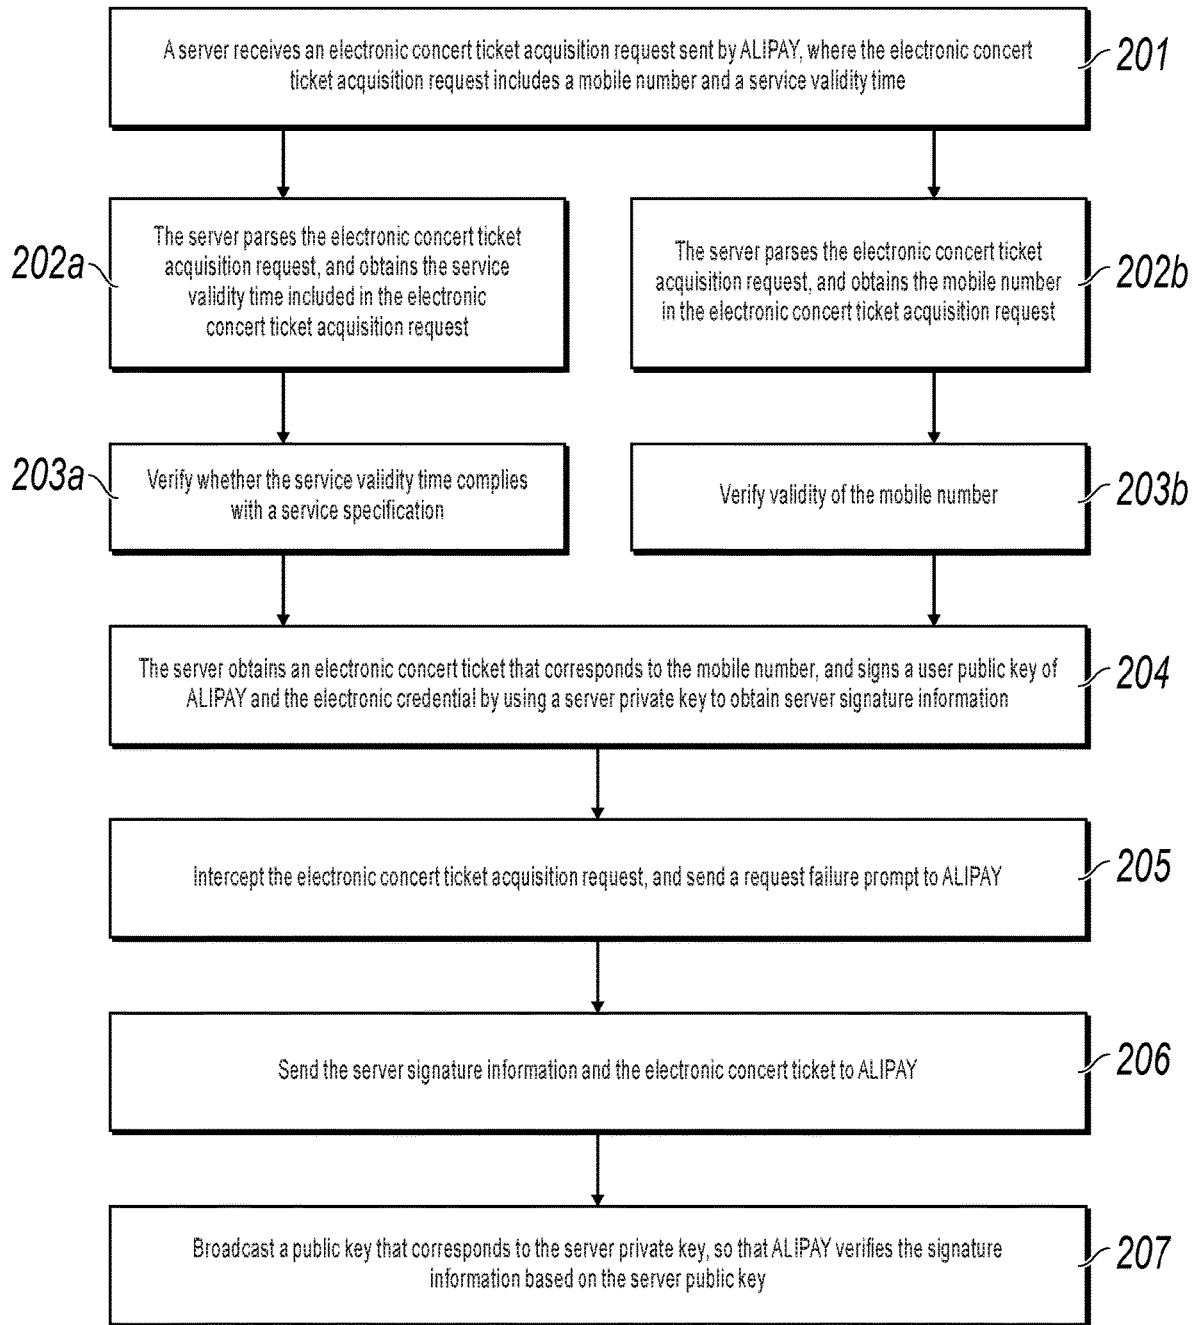 A server receives an electronic concert ticket acquisition request sent by ALIPAY, where the electronic concert
ticket acquisition request includes a mobile number and a service validity time
201
The server parses the electronic concert ticket
acquisition request, and obtains the service
validity time included in the electronic
concert ticket acquisition request
202a
The server parses the electronic concert ticket
acquisition request, and obtains the mobile number
in the electronic concert ticket acquisition request
202b
Verify whether the service validity time complies
with a service specification
203a
Verify validity of the mobile number
203b
The server obtains an electronic concert ticket that corresponds to the mobile number, and signs a user public key of
ALIPAY and the electronic credential by using a server private key to obtain server signature information
204
Intercept the electronic concert ticket acquisition request, and send a request failure prompt to ALIPAY
205
Send the server signature information and the electronic concert ticket to ALIPAY
206
Broadcast a public key that corresponds to the server private key, so that ALIPAY verifies the signature
information based on the server public key
207